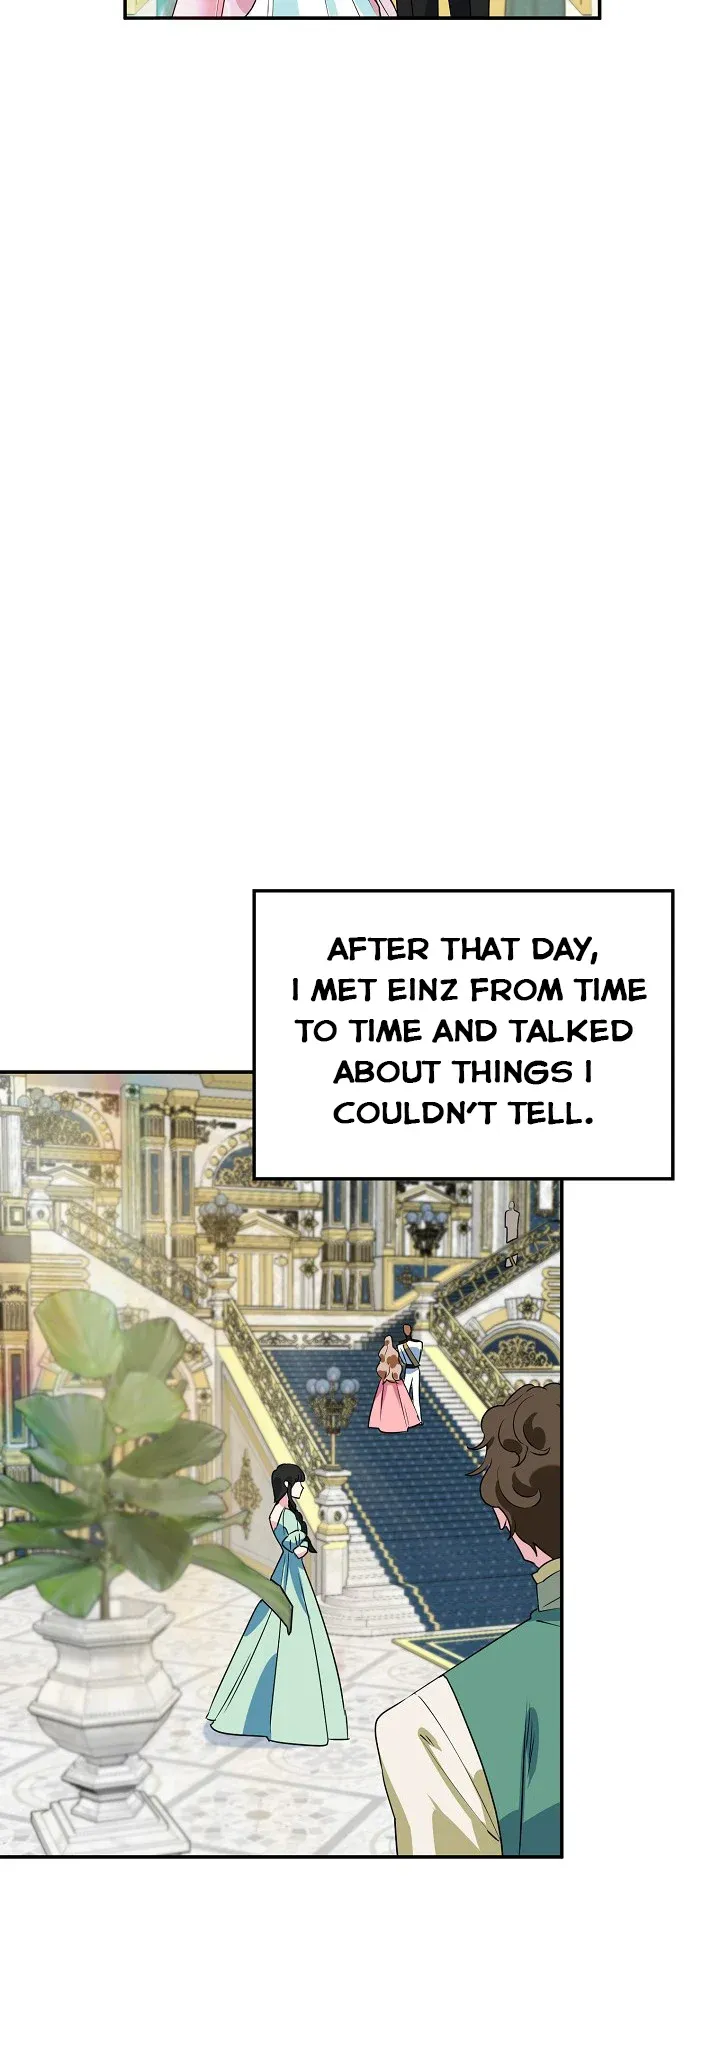 AFTER THAT DAY,
I MET EINZ FROM TIME
TO TIME AND TALKED
ABOUT THINGS I
COULDN'T TELL.